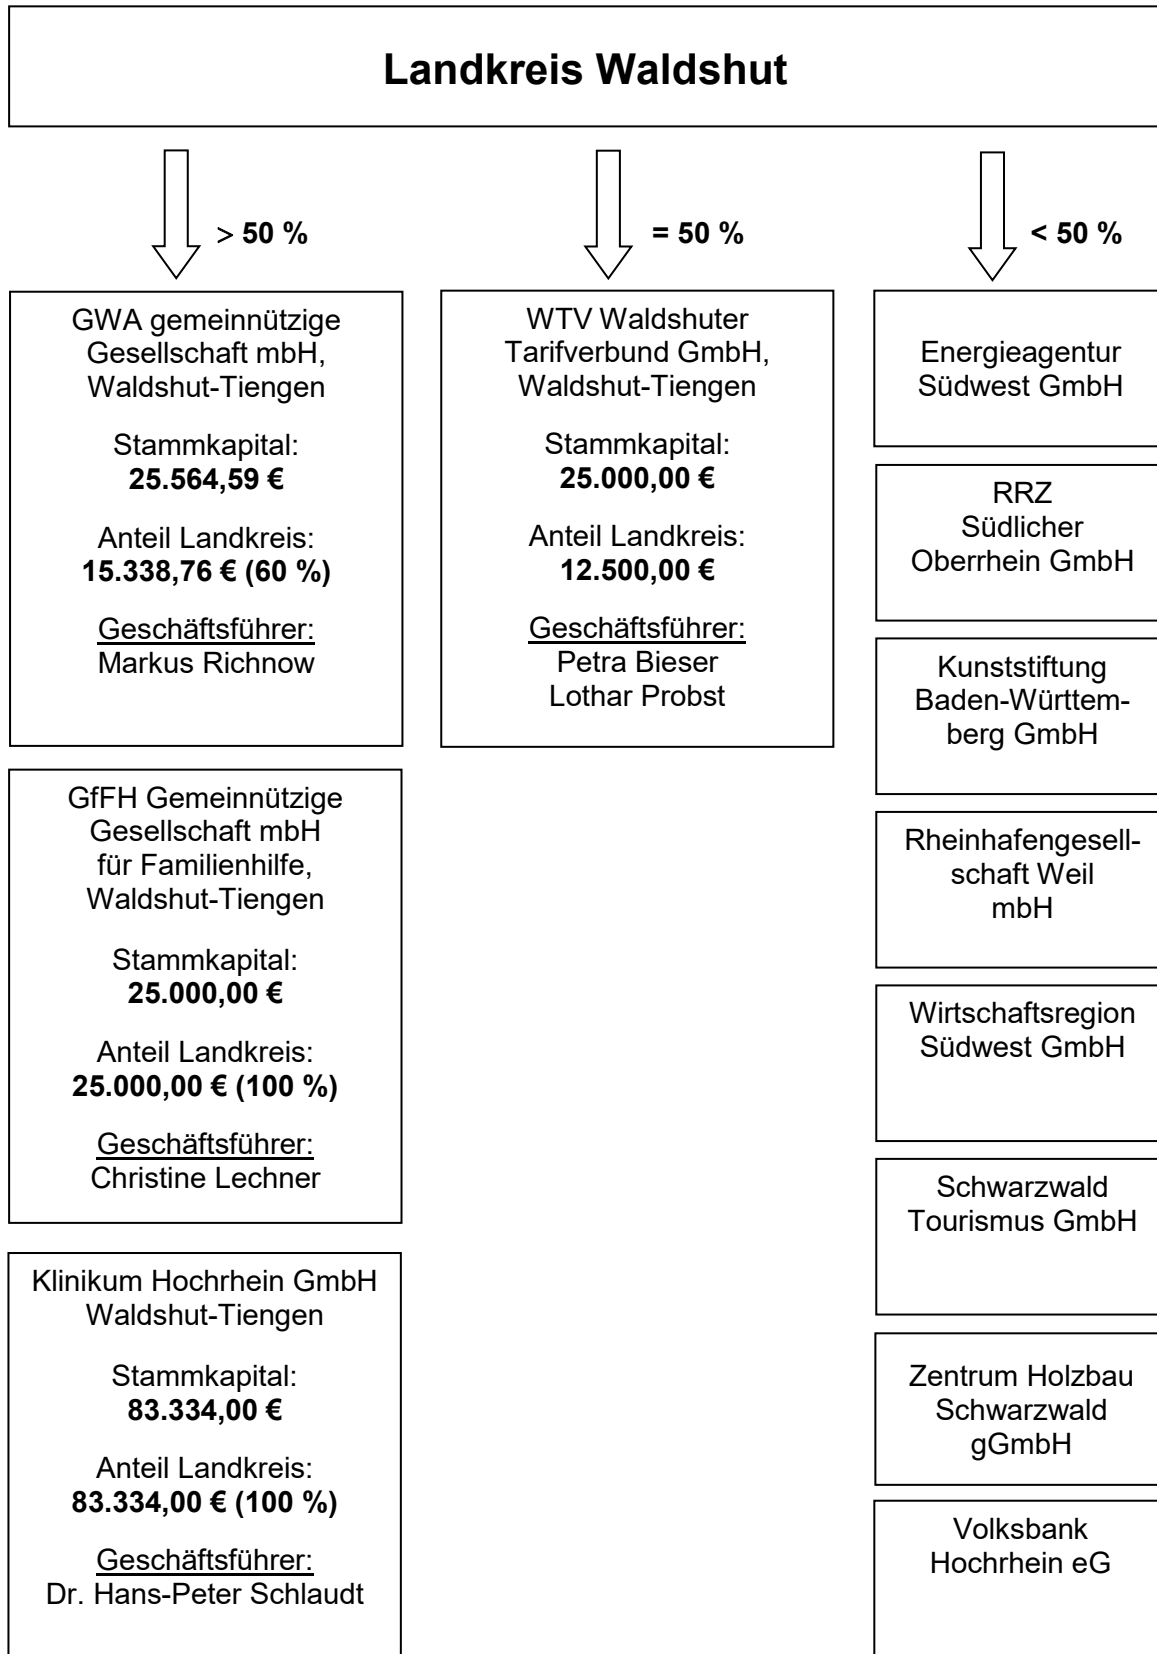 Landkreis Waldshut
> 50 %
= 50 %
< 50 %
GWA gemeinnützige
Gesellschaft mbH,
Waldshut-Tiengen
Stammkapital:
25.564,59 €
Anteil Landkreis:
15.338,76 € (60 %)
Geschäftsführer:
Markus Richnow
GfFH Gemeinnützige
Gesellschaft mbH
für Familienhilfe,
Waldshut-Tiengen
Stammkapital:
25.000,00 €
Anteil Landkreis:
25.000,00 € (100 %)
Geschäftsführer:
Christine Lechner
Klinikum Hochrhein GmbH
Waldshut-Tiengen
Stammkapital:
83.334,00 €
Anteil Landkreis:
83.334,00 € (100 %)
Geschäftsführer:
Dr. Hans-Peter Schlaudt
WTV Waldshuter
Tarifverbund GmbH,
Waldshut-Tiengen
Stammkapital:
25.000,00 €
Anteil Landkreis:
12.500,00 €
Geschäftsführer:
Petra Bieser
Lothar Probst
Energieagentur
Südwest GmbH
RRZ
Südlicher
Oberrhein GmbH
Kunststiftung
Baden-Württem-
berg GmbH
Rheinhafengesell-
schaft Weil
mbH
Wirtschaftsregion
Südwest GmbH
Schwarzwald
Tourismus GmbH
Zentrum Holzbau
Schwarzwald
gGmbH
Volksbank
Hochrhein eG